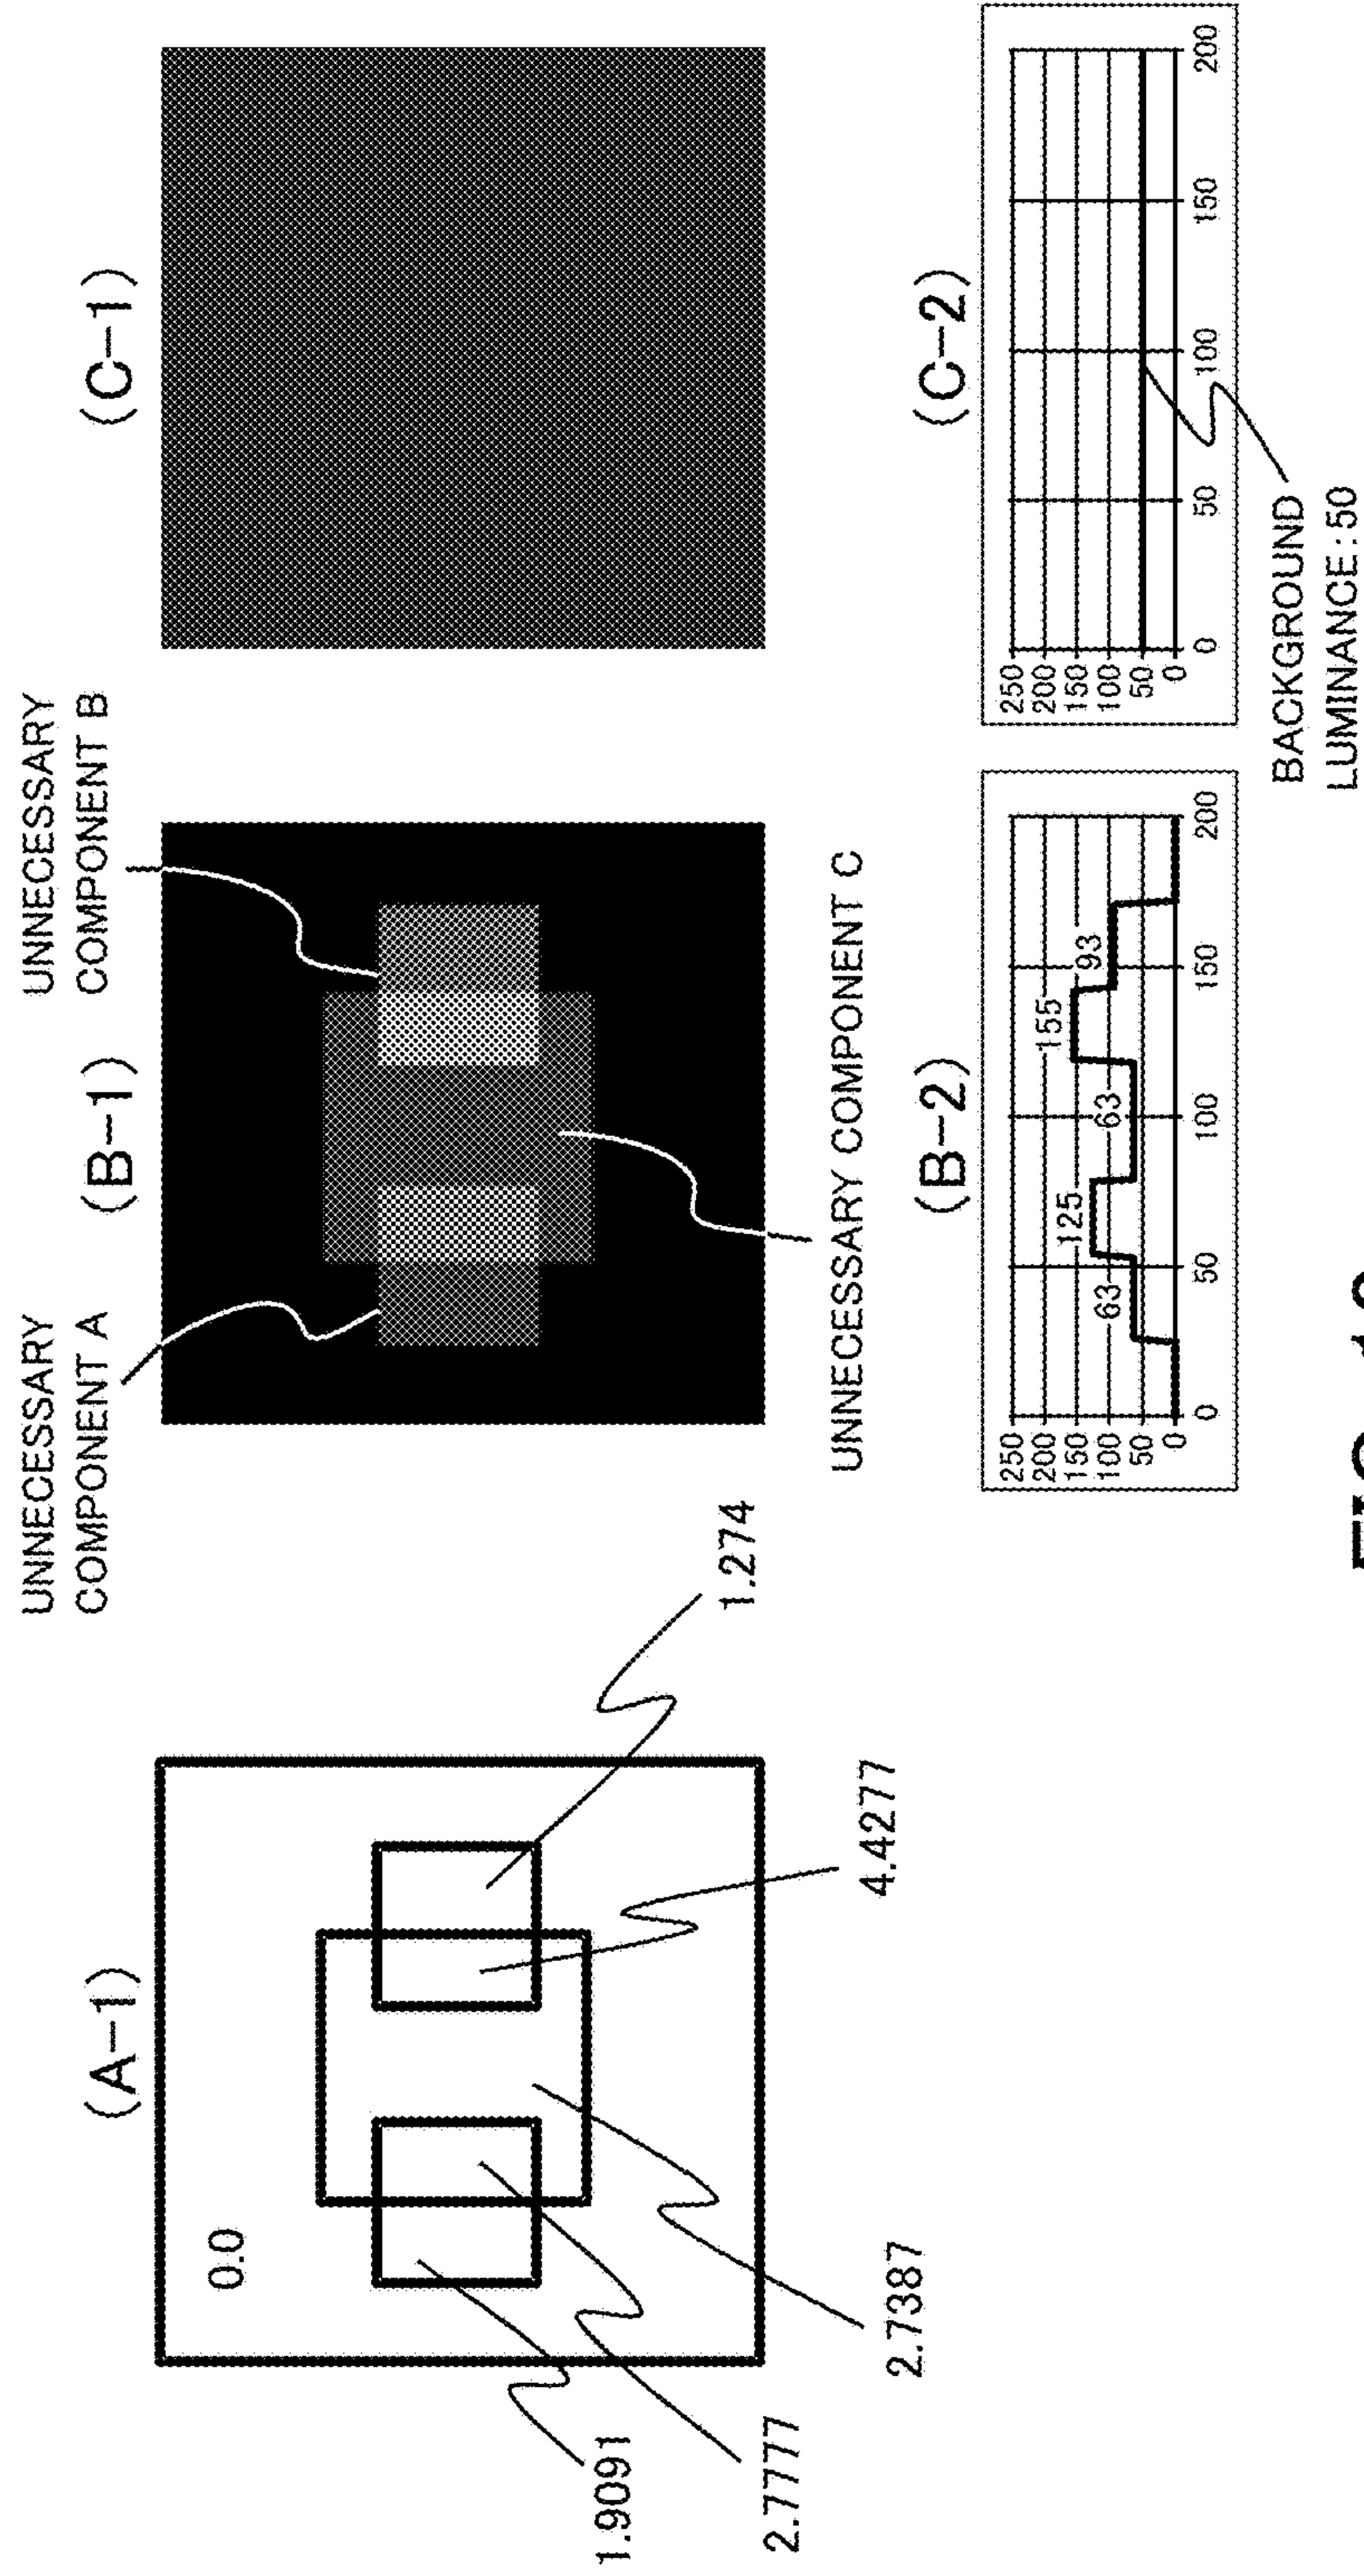 (A-1)
0.0
1.9091
2.7777
2.7387
4.4277
1.274
UNNECESSARY
COMPONENT A
(B-1)
UNNECESSARY
COMPONENT B
UNNECESSARY COMPONENT C
(B-2)
250
200
150
100
50
0
63
125
63
155
93
0
50
100
150
200
(C-1)
(C-2)
250
200
150
100
50
0
0
50
100
150
200
BACKGROUND
LUMINANCE:50